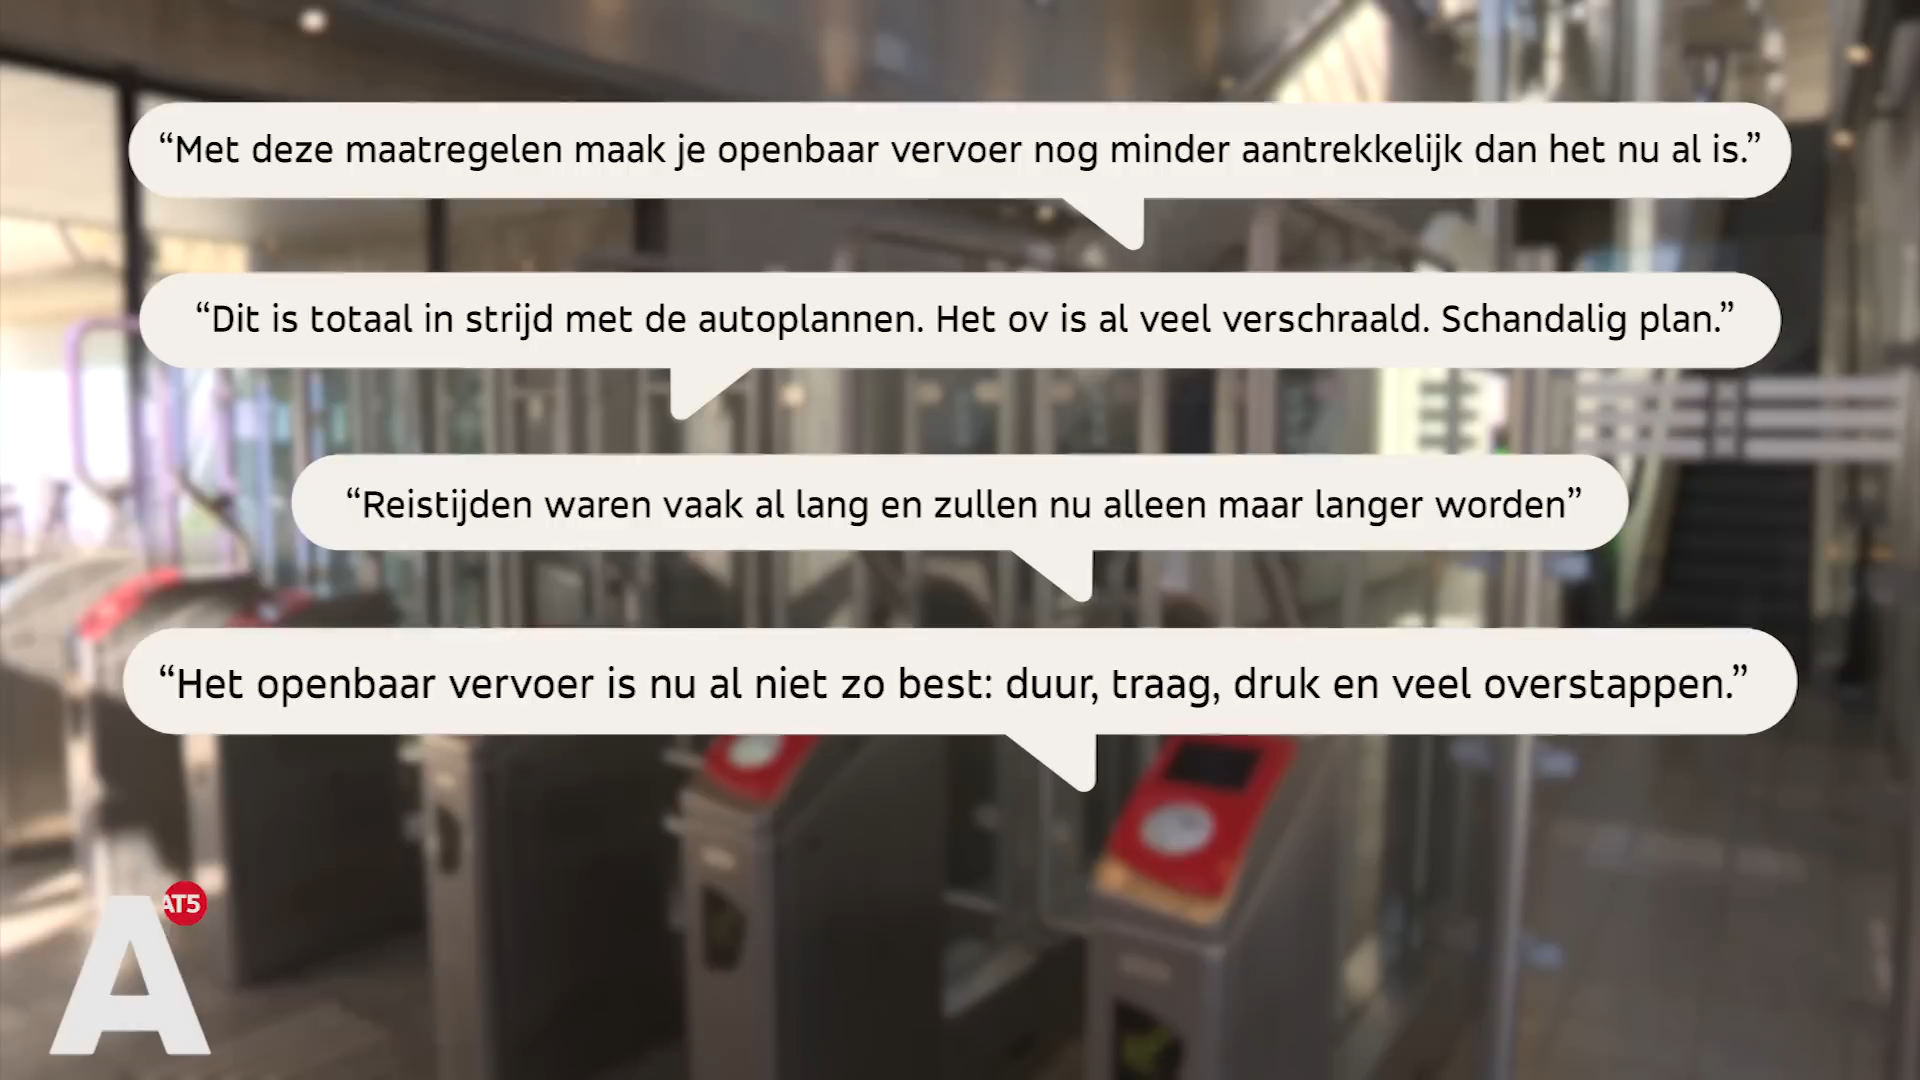 “Met deze maatregelen maak je openbaar vervoer nog minder aantrekkelijk dan het nu al is.”
“Dit is totaal in strijd met de autoplannen. Het ov is al veel verschraald. Schandalig plan.”
“Reistijden waren vaak al lang en zullen nu alleen maar langer worden”
“Het openbaar vervoer is nu al niet zo best: duur, traag, druk en veel overstappen.”
AT5
A